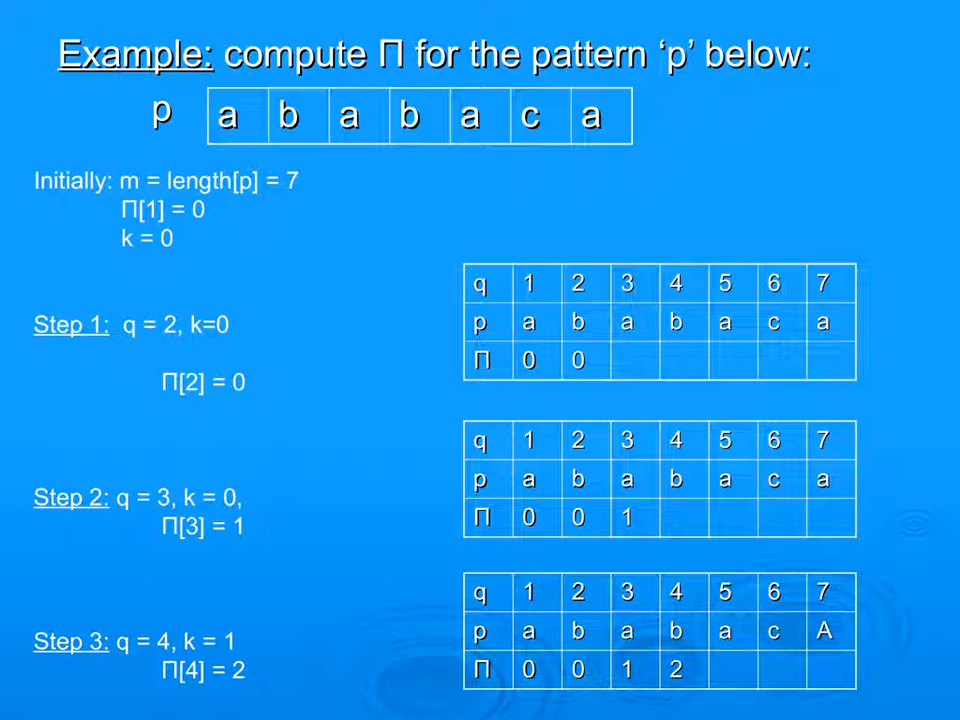 Example: compute Π for the pattern ‘p’ below:
p a b a b a c a
Initially: m = length[p] = 7
Π[1] = 0
k = 0
Step 1: q = 2, k=0
Π[2] = 0
q 1 2 3 4 5 6 7
p a b a b a c a
Π 0 0
Step 2: q = 3, k = 0,
Π[3] = 1
q 1 2 3 4 5 6 7
p a b a b a c a
Π 0 0 1
Step 3: q = 4, k = 1
Π[4] = 2
q 1 2 3 4 5 6 7
p a b a b a c A
Π 0 0 1 2